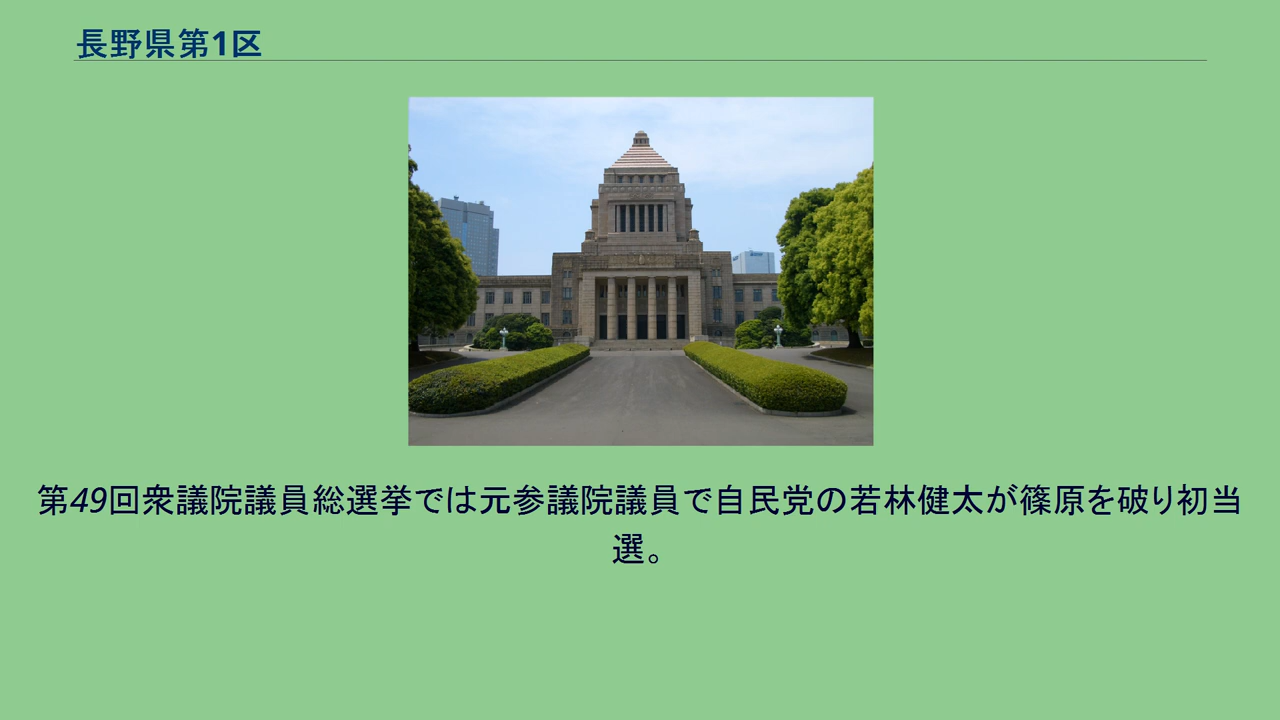 長野県第1区
第49回衆議院議員総選挙では元参議院議員で自民党の若林健太が篠原を破り初当
選。